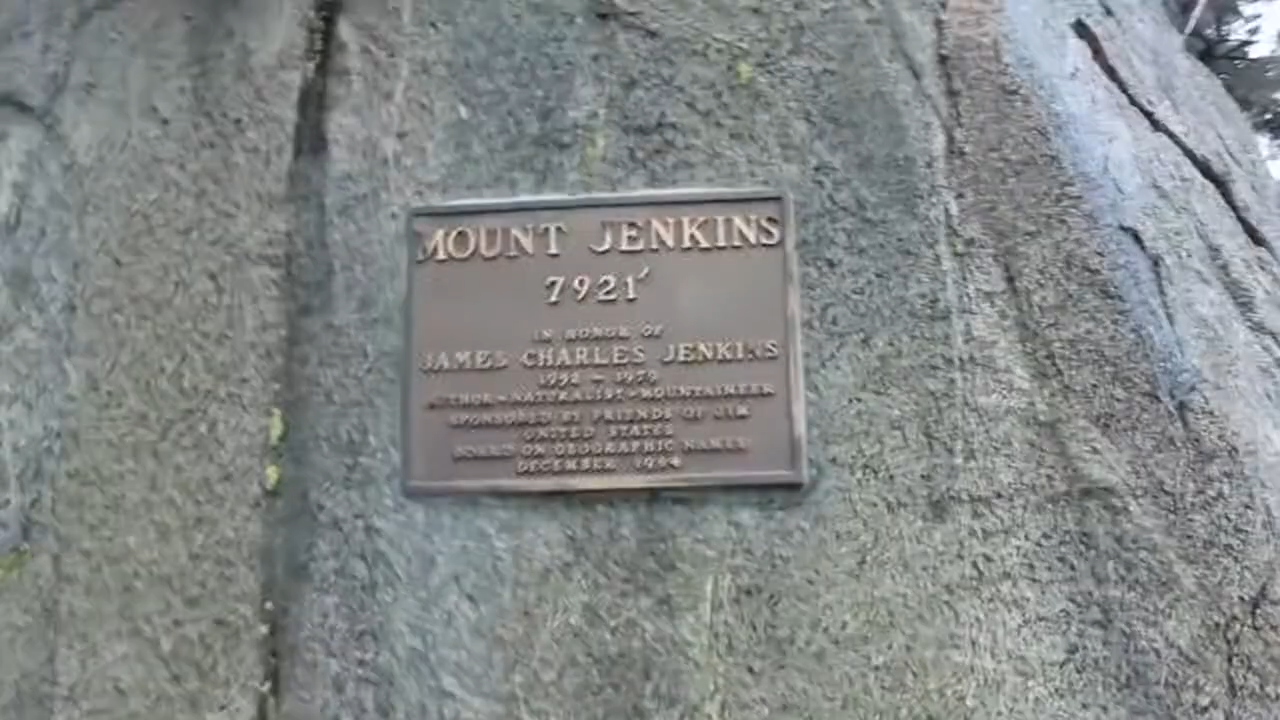 MOUNT JENKINS
7921'
IN HONOR OF
JAMES CHARLES JENKINS
1952 - 1979
AUTHOR - NATURALIST - MOUNTAINEER
SPONSORED BY FRIENDS OF JIM
UNITED STATES
BOARD ON GEOGRAPHIC NAMES
DECEMBER